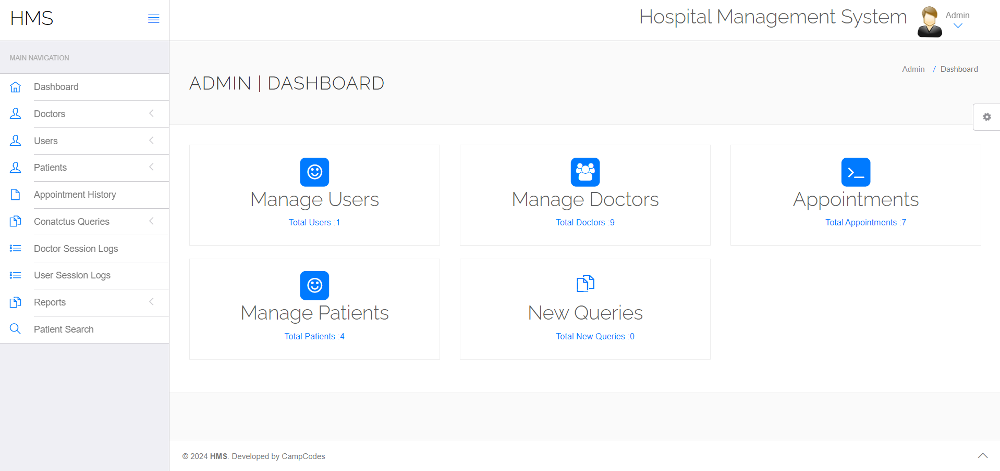 HMS
Hospital Management System
Admin
MAIN NAVIGATION
Dashboard
Doctors
Users
Patients
Appointment History
Conatctus Queries
Doctor Session Logs
User Session Logs
Reports
Patient Search
ADMIN | DASHBOARD
Admin / Dashboard
Manage Users
Total Users :1
Manage Doctors
Total Doctors :9
Appointments
Total Appointments :7
Manage Patients
Total Patients :4
New Queries
Total New Queries :0
© 2024 HMS. Developed by CampCodes